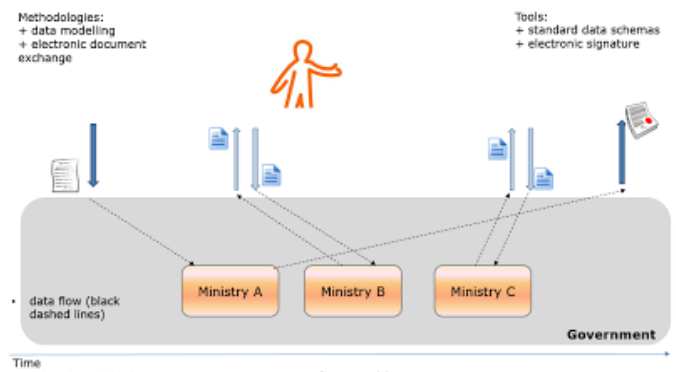 Methodologies:
+ data modelling
+ electronic document
exchange
Tools:
+ standard data schemas
+ electronic signature
Ministry A
Ministry B
Ministry C
• data flow (black
dashed lines)
Government
Time